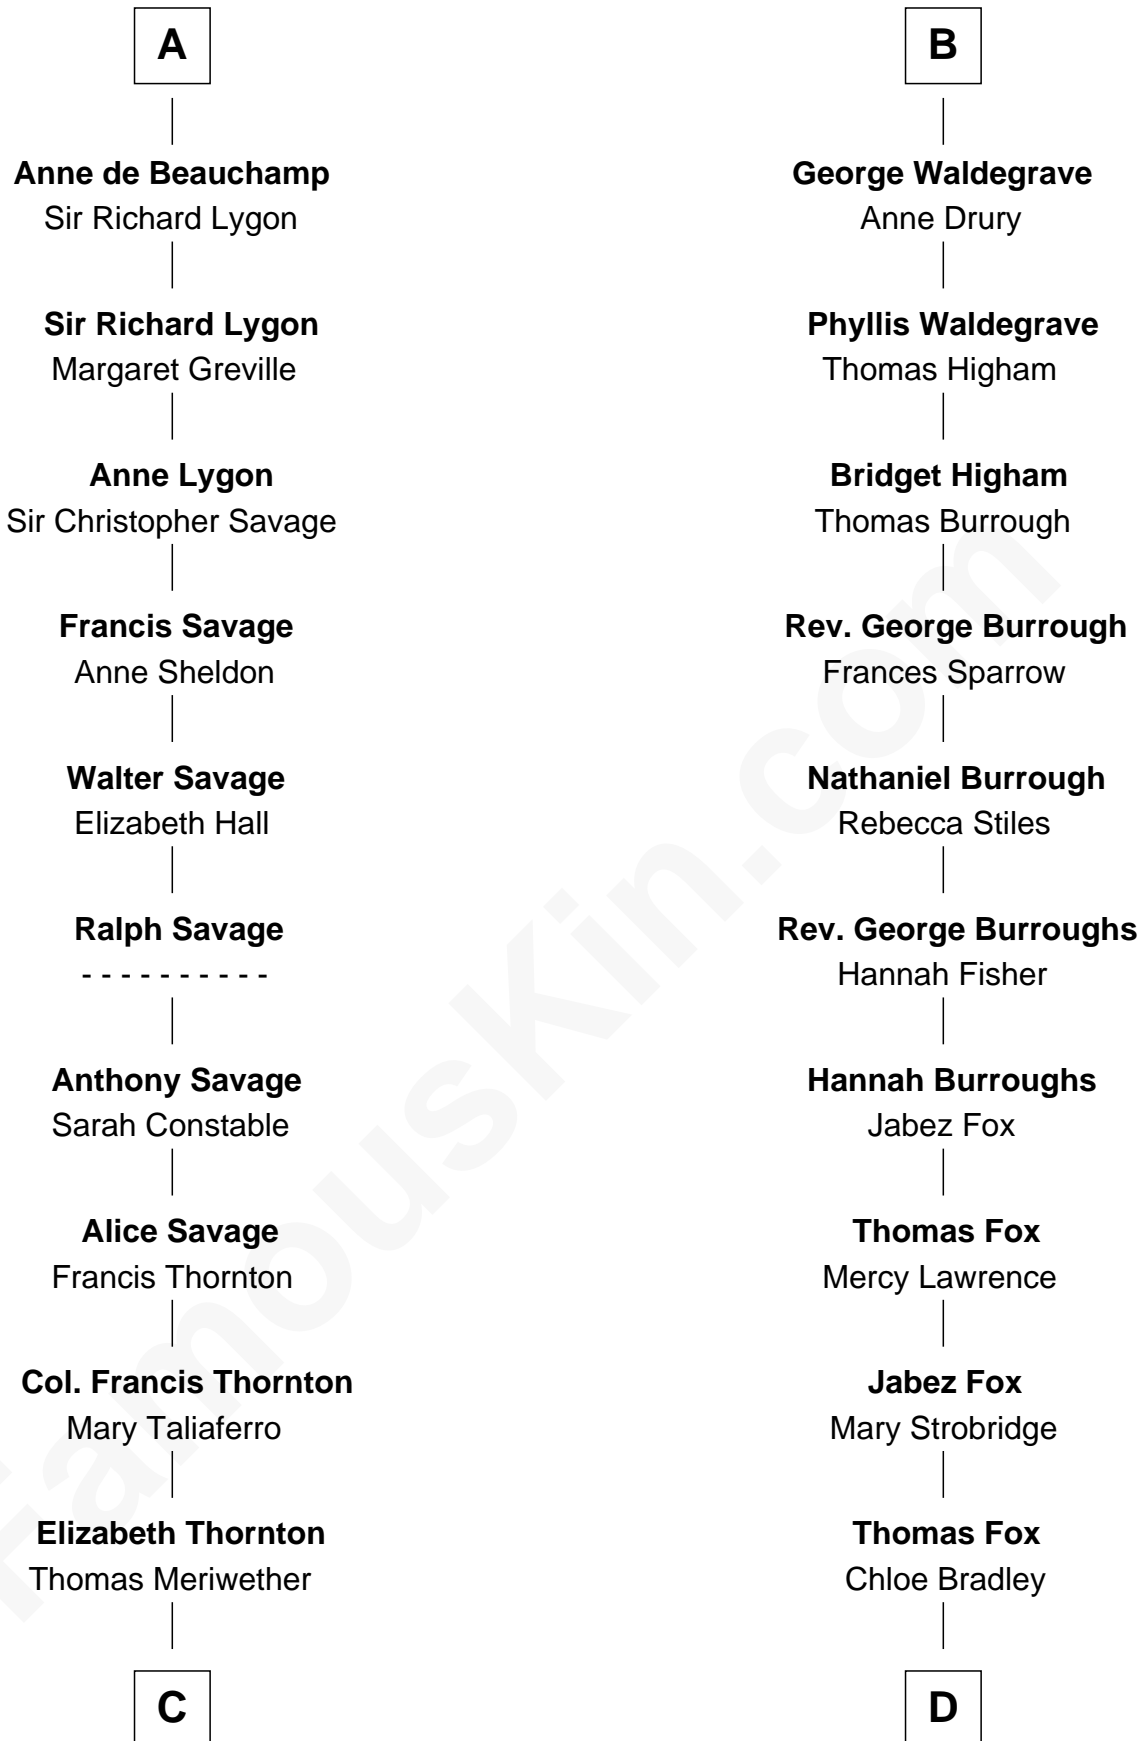 A
Anne de Beauchamp
Sir Richard Lygon
Sir Richard Lygon
Margaret Greville
Anne Lygon
Sir Christopher Savage
Francis Savage
Anne Sheldon
Walter Savage
Elizabeth Hall
Ralph Savage
- - - - - - - - - -
Anthony Savage
Sarah Constable
Alice Savage
Francis Thornton
Col. Francis Thornton
Mary Taliaferro
Elizabeth Thornton
Thomas Meriwether
C
B
George Waldegrave
Anne Drury
Phyllis Waldegrave
Thomas Higham
Bridget Higham
Thomas Burrough
Rev. George Burrough
Frances Sparrow
Nathaniel Burrough
Rebecca Stiles
Rev. George Burroughs
Hannah Fisher
Hannah Burroughs
Jabez Fox
Thomas Fox
Mercy Lawrence
Jabez Fox
Mary Strobridge
Thomas Fox
Chloe Bradley
D
FamousKin.com